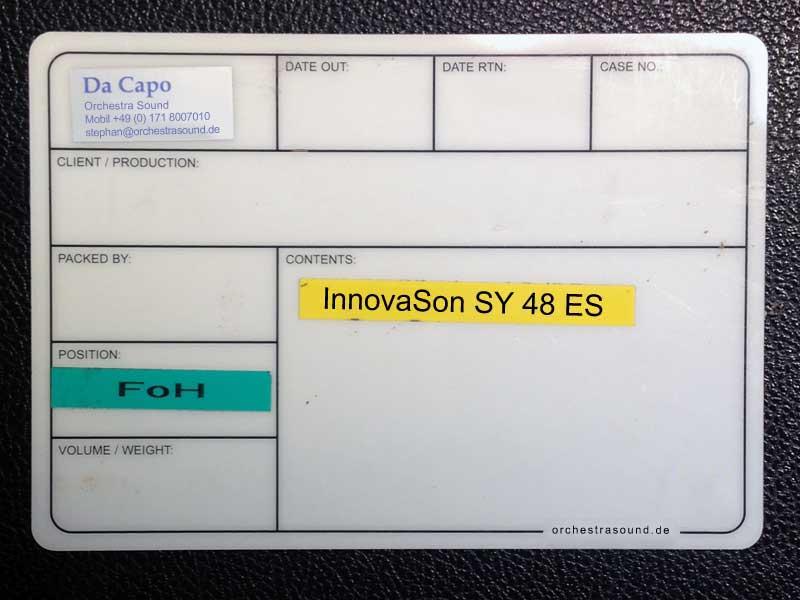 Da Capo
Orchestra Sound
Mobil +49 (0) 171 8007010
stephan@orchestrasound.de
DATE OUT:
DATE RTN:
CASE NO.:
CLIENT / PRODUCTION:
PACKED BY:
CONTENTS:
InnovaSon SY 48 ES
POSITION:
FoH
VOLUME / WEIGHT:
orchestrasound.de